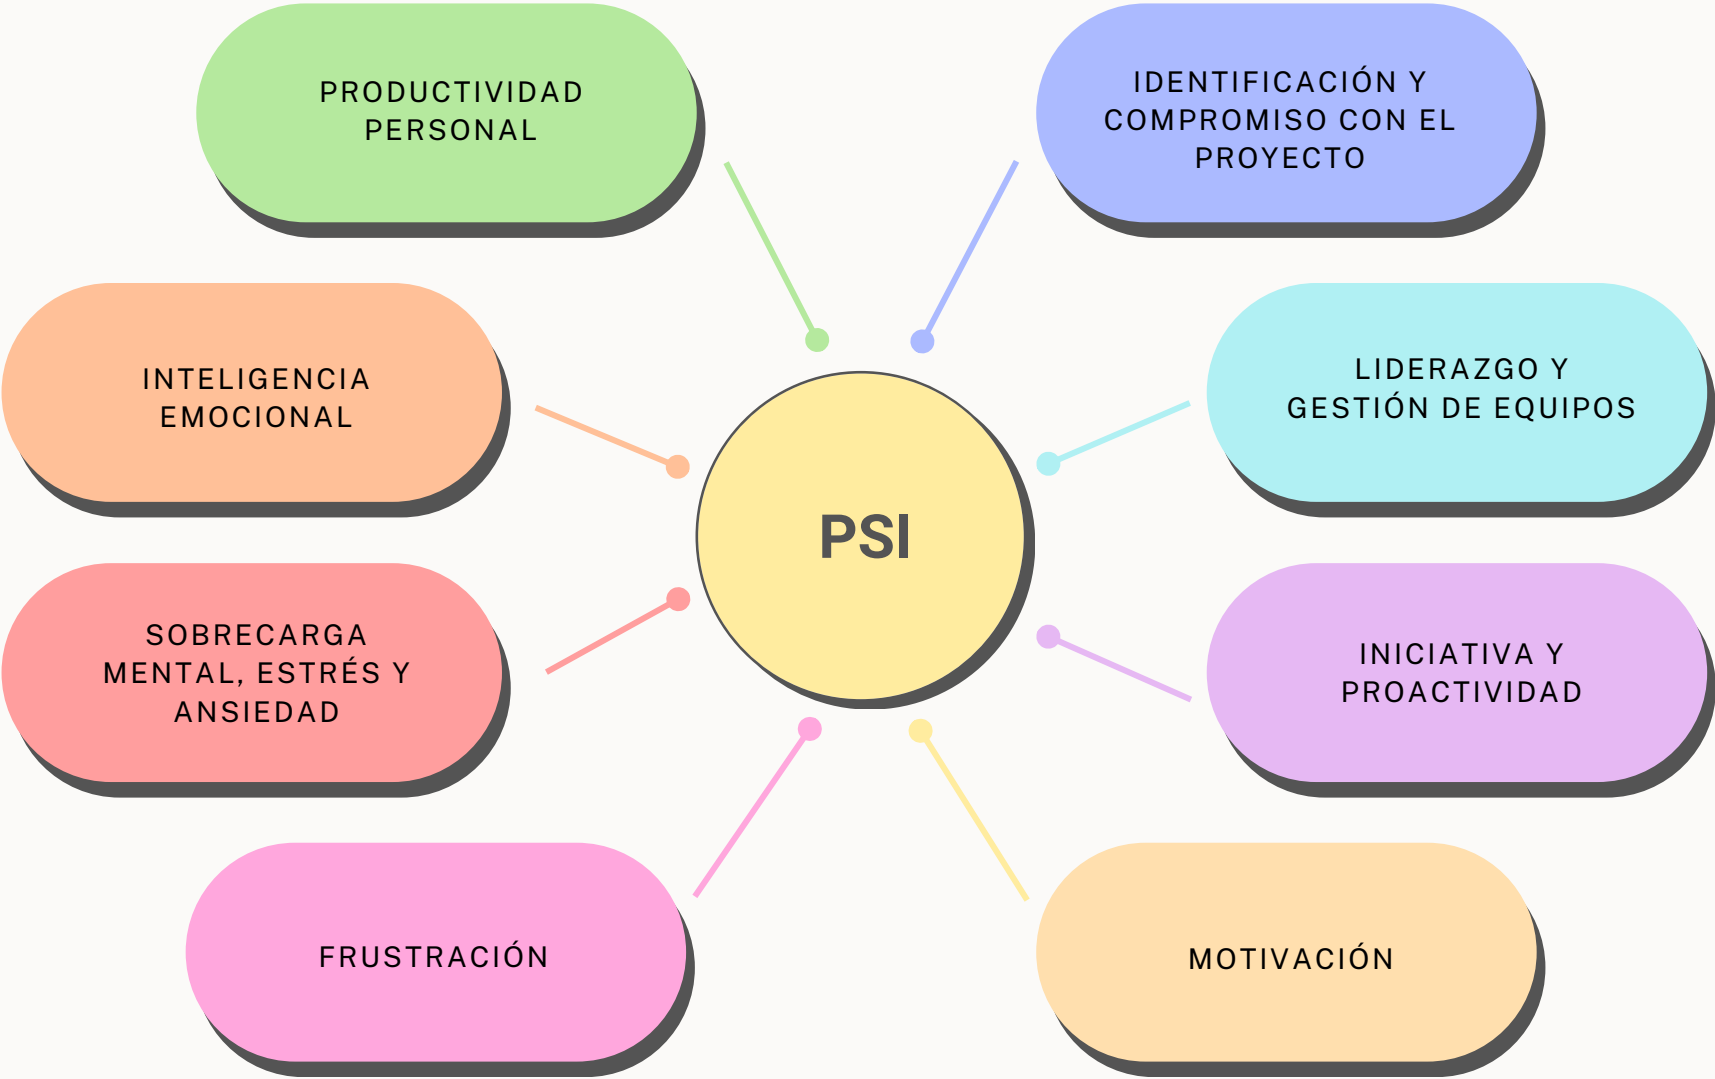 PRODUCTIVIDAD
PERSONAL
IDENTIFICACIÓN Y
COMPROMISO CON EL
PROYECTO
INTELIGENCIA
EMOCIONAL
LIDERAZGO Y
GESTIÓN DE EQUIPOS
PSI
SOBRECARGA
MENTAL, ESTRÉS Y
ANSIEDAD
INICIATIVA Y
PROACTIVIDAD
FRUSTRACIÓN
MOTIVACIÓN